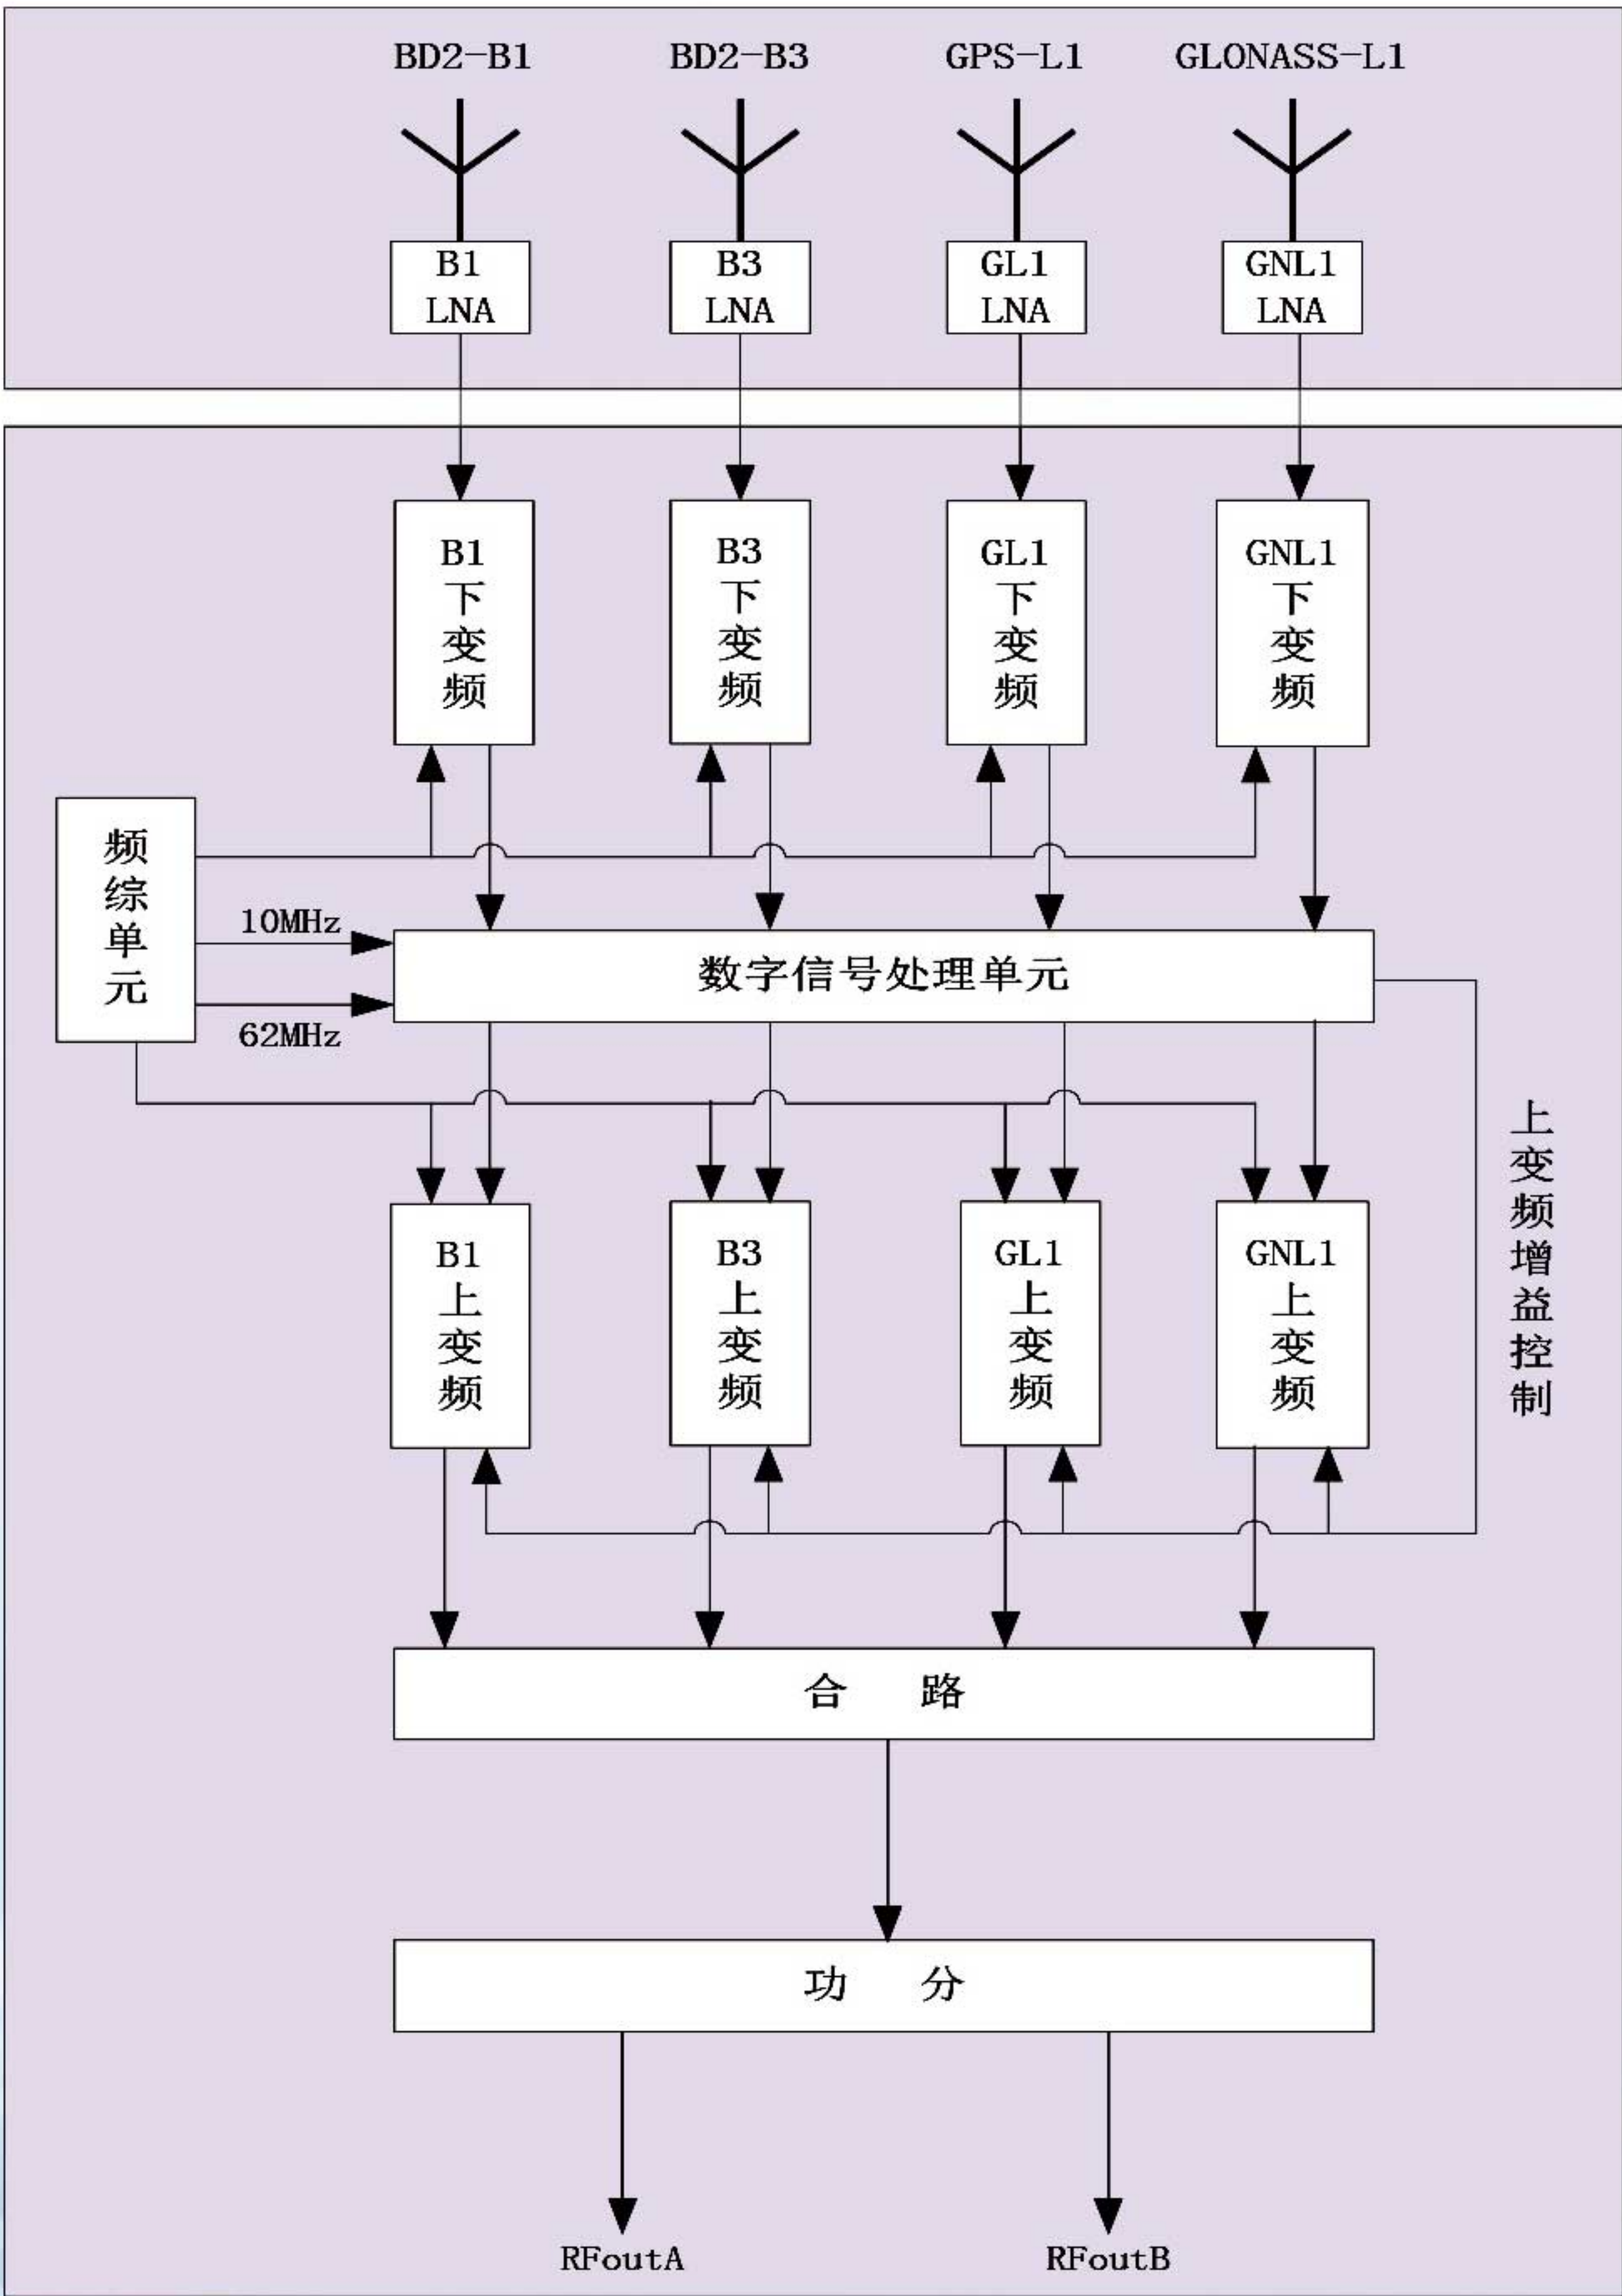 BD2-B1
BD2-B3
GPS-L1
GLONASS-L1
B1
LNA
B3
LNA
GL1
LNA
GNL1
LNA
B1
下
变
频
B3
下
变
频
GL1
下
变
频
GNL1
下
变
频
频
综
单
元
10MHz
62MHz
数字信号处理单元
B1
上
变
频
B3
上
变
频
GL1
上
变
频
GNL1
上
变
频
上
变
频
增
益
控
制
合 路
功 分
RFoutA
RFoutB